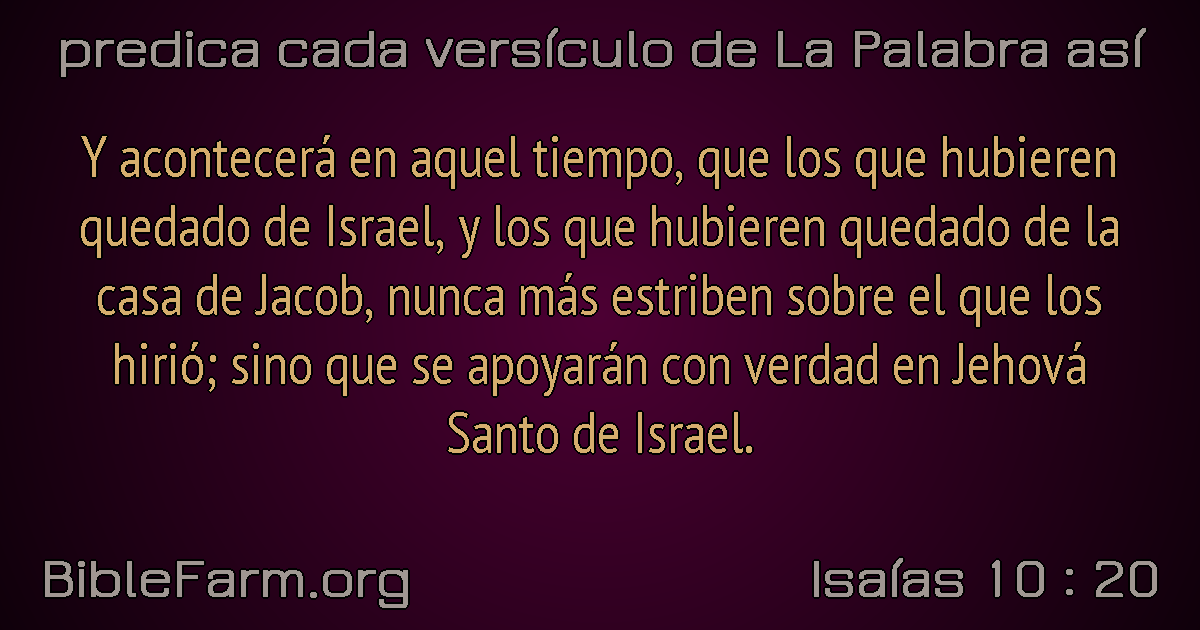 predica cada versículo de La Palabra así
Y acontecerá en aquel tiempo, que los que hubieren
quedado de Israel, y los que hubieren quedado de la
casa de Jacob, nunca más estriben sobre el que los
hirió; sino que se apoyarán con verdad en Jehová
Santo de Israel.
BibleFarm.org
Isaías 10 : 20